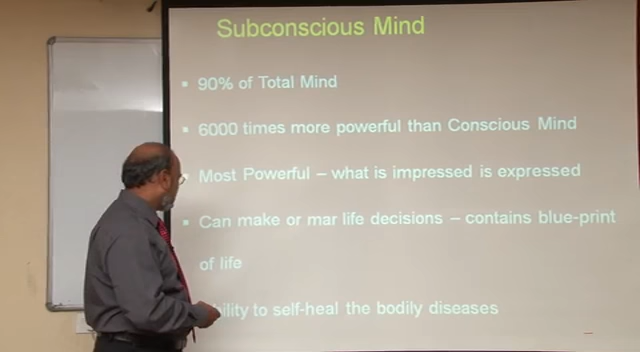 Subconscious Mind
▪ 90% of Total Mind
▪ 6000 times more powerful than Conscious Mind
▪ Most Powerful – what is impressed is expressed
▪ Can make or mar life decisions – contains blue-print
of life
to self-heal the bodily diseases